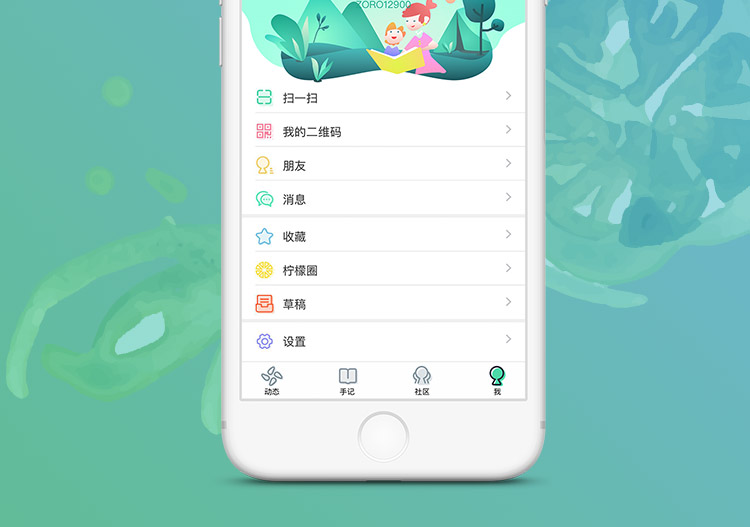 ZORO12900
扫一扫
我的二维码
朋友
消息
收藏
柠檬圈
草稿
设置
动态
手记
社区
我